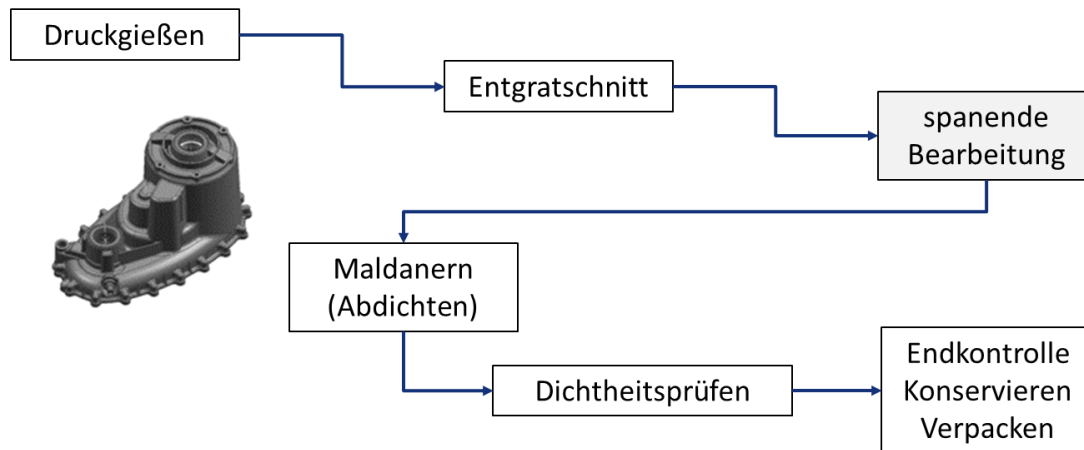 Druckgießen
Entgratschnitt
spanende
Bearbeitung
Maldanern
(Abdichten)
Dichtheitsprüfen
Endkontrolle
Konservieren
Verpacken